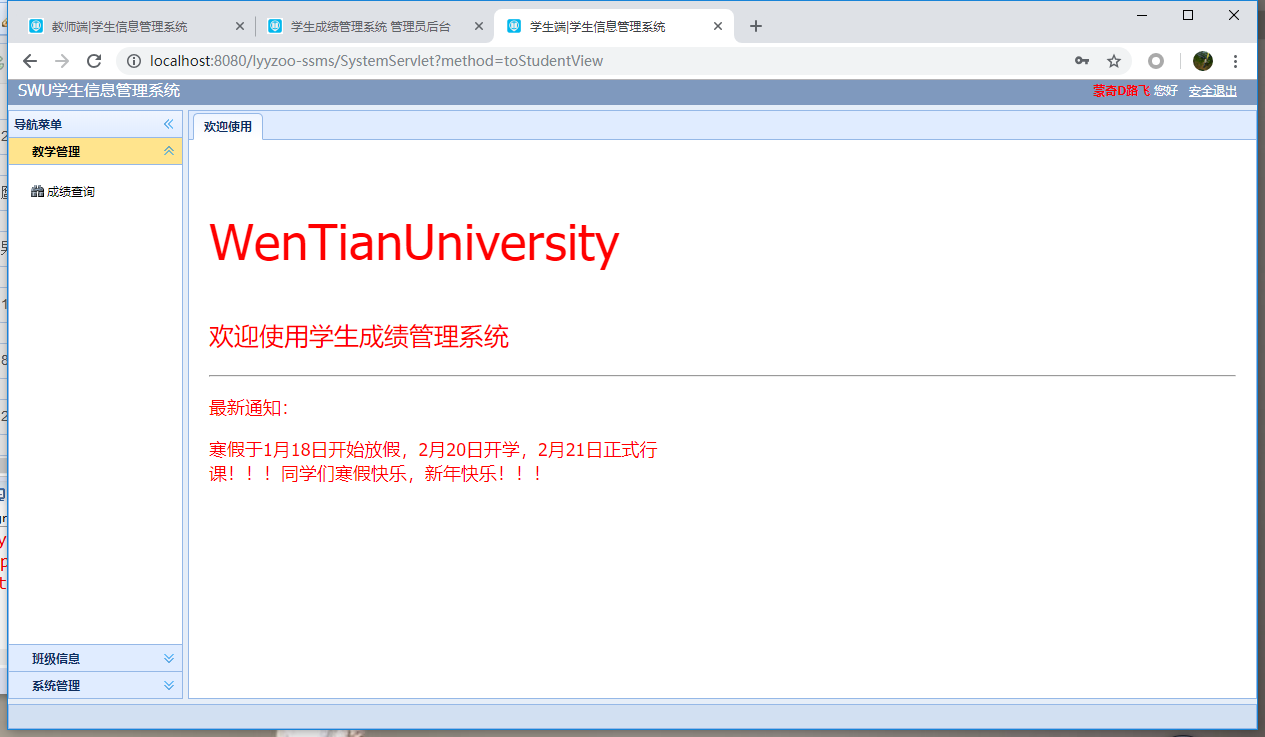 教师端|学生信息管理系统
学生成绩管理系统 管理员后台
学生端|学生信息管理系统
localhost:8080/lyyzoo-ssms/SystemServlet?method=toStudentView
SWU学生信息管理系统
蒙奇D路飞 您好 安全退出
导航菜单
教学管理
成绩查询
班级信息
系统管理
欢迎使用
WenTianUniversity
欢迎使用学生成绩管理系统
最新通知：
寒假于1月18日开始放假，2月20日开学，2月21日正式行
课！！！同学们寒假快乐，新年快乐！！！